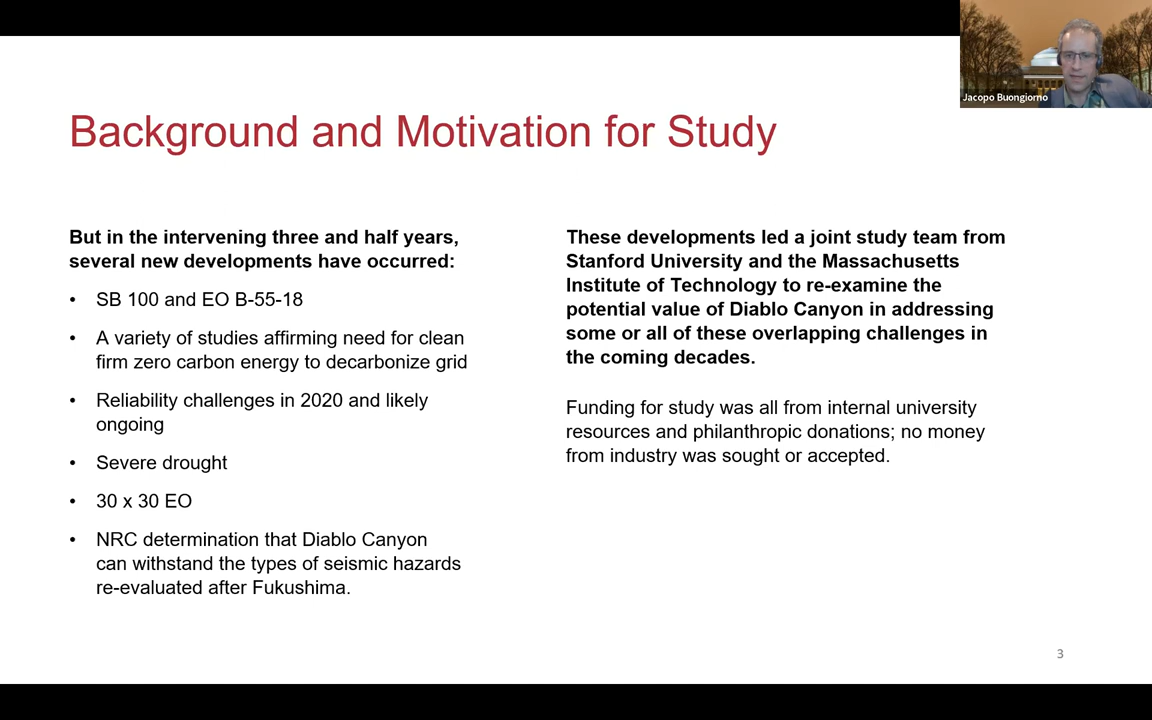 Jacopo Buongiorno
Background and Motivation for Study
But in the intervening three and half years,
several new developments have occurred:
• SB 100 and EO B-55-18
• A variety of studies affirming need for clean
firm zero carbon energy to decarbonize grid
• Reliability challenges in 2020 and likely
ongoing
• Severe drought
• 30 x 30 EO
• NRC determination that Diablo Canyon
can withstand the types of seismic hazards
re-evaluated after Fukushima.
These developments led a joint study team from
Stanford University and the Massachusetts
Institute of Technology to re-examine the
potential value of Diablo Canyon in addressing
some or all of these overlapping challenges in
the coming decades.
Funding for study was all from internal university
resources and philanthropic donations; no money
from industry was sought or accepted.
3